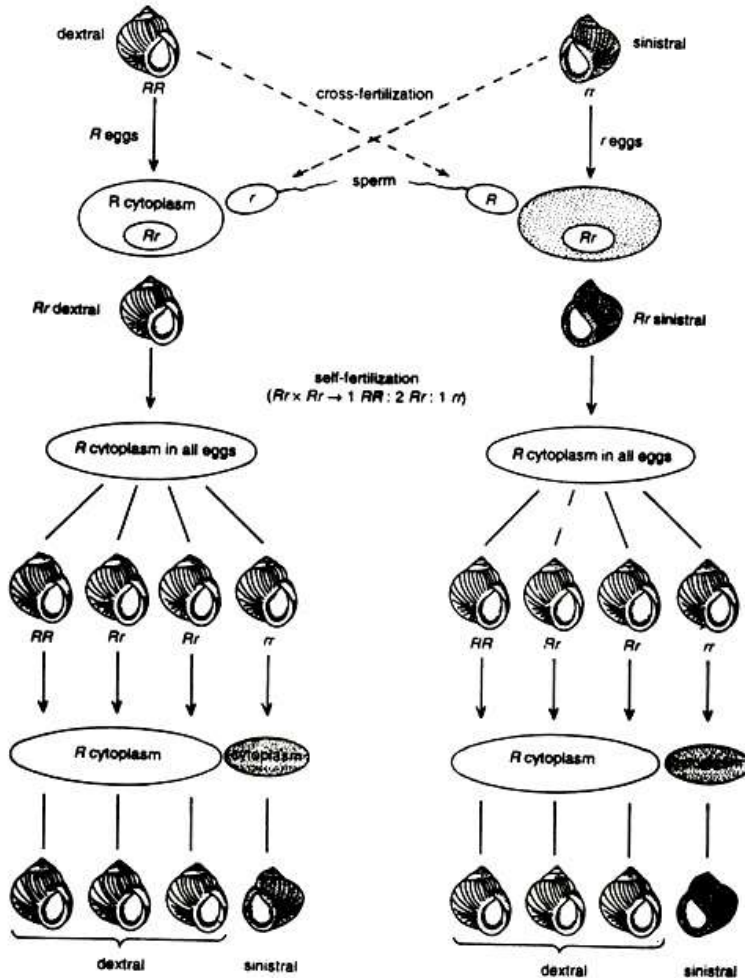 dextral
sinistral
RR
rr
cross-fertilization
R eggs
r eggs
R cytoplasm
r
sperm
R
Rr
Rr
Rr dextral
Rr sinistral
self-fertilization
(Rr × Rr → 1 RR : 2 Rr : 1 rr)
R cytoplasm in all eggs
R cytoplasm in all eggs
RR Rr Rr rr
RR Rr Rr rr
R cytoplasm
cytoplasm
R cytoplasm
dextral
sinistral
dextral
sinistral